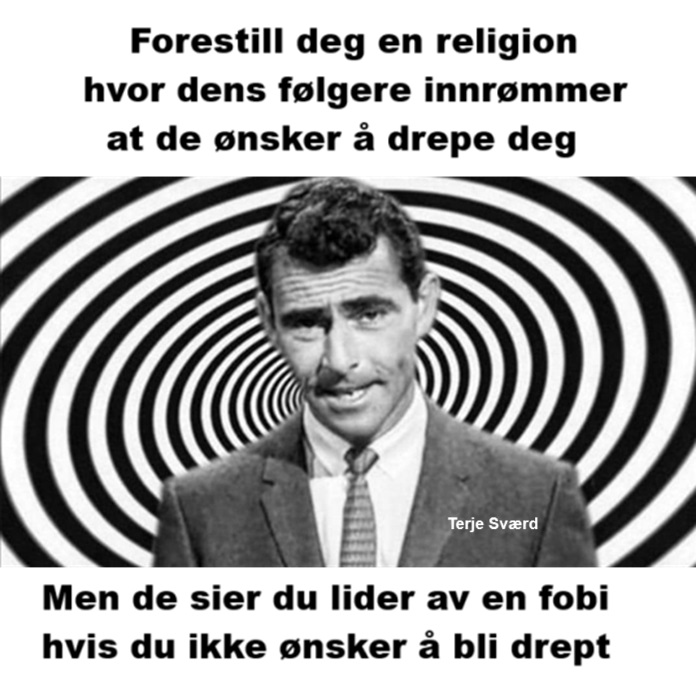 Forestill deg en religion
hvor dens følgere innrømmer
at de ønsker å drepe deg
Terje Sværd
Men de sier du lider av en fobi
hvis du ikke ønsker å bli drept